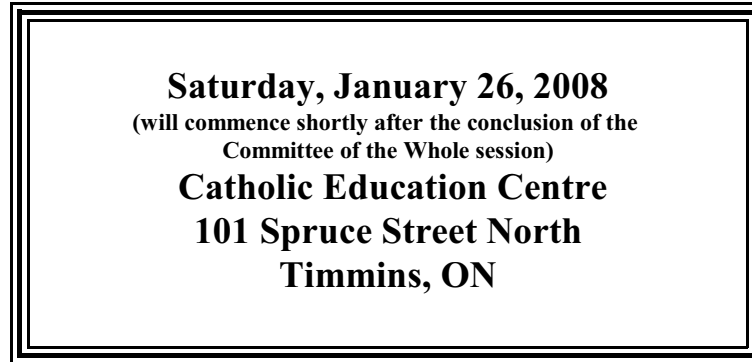 Saturday, January 26, 2008
(will commence shortly after the conclusion of the
Committee of the Whole session)
Catholic Education Centre
101 Spruce Street North
Timmins, ON